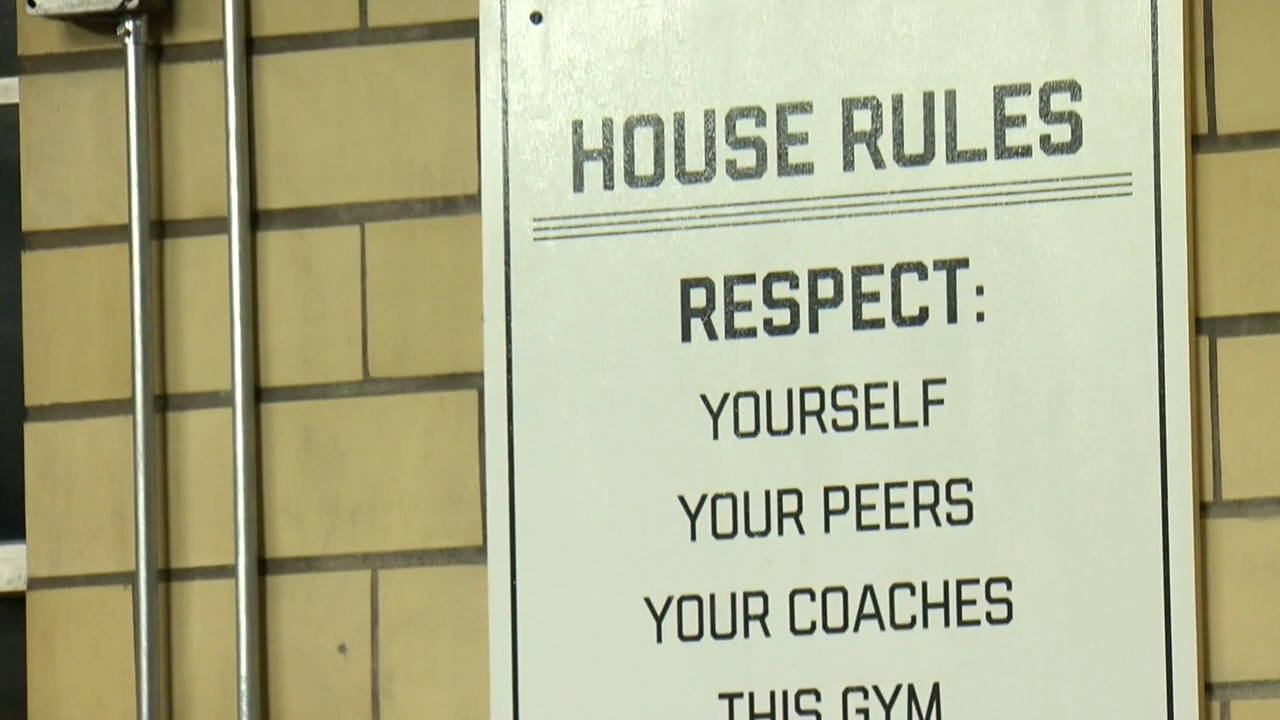 HOUSE RULES
RESPECT:
YOURSELF
YOUR PEERS
YOUR COACHES
THIS GYM